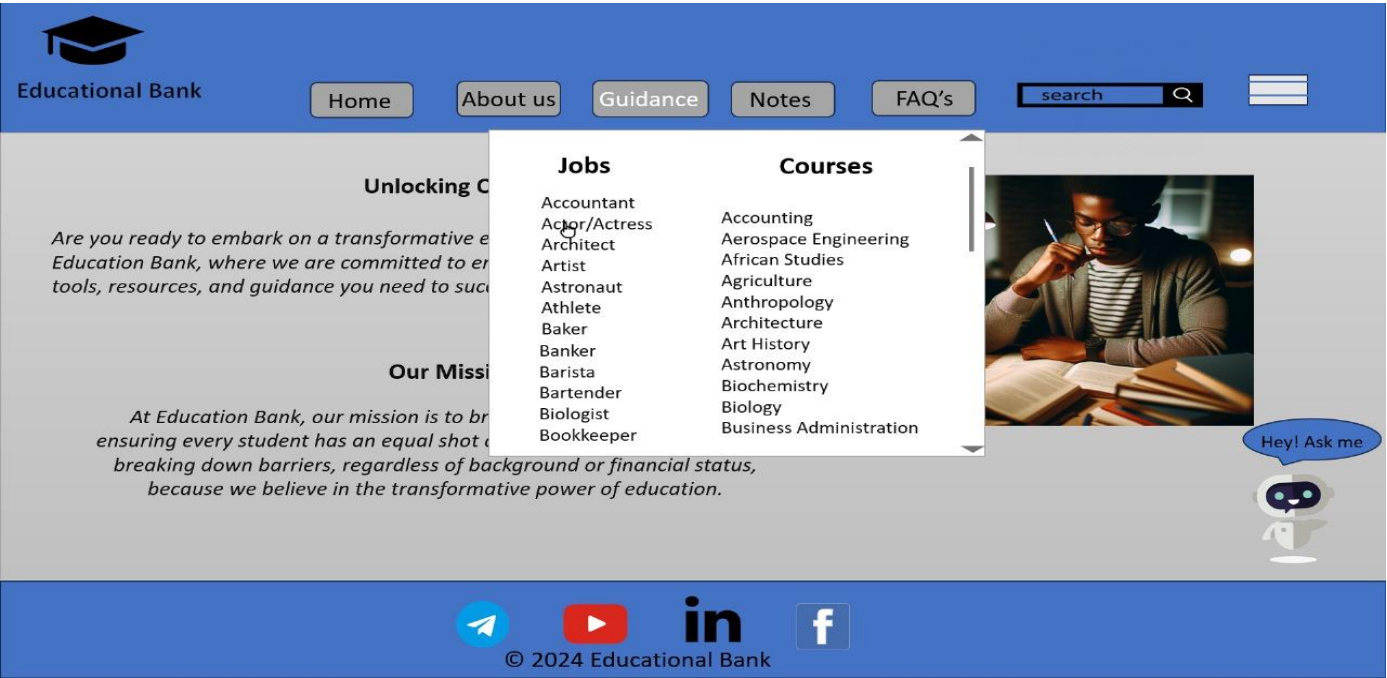 Educational Bank
Home
About us
Guidance
Notes
FAQ's
search
Jobs
Accountant
Actor/Actress
Architect
Artist
Astronaut
Athlete
Baker
Banker
Barista
Bartender
Biologist
Bookkeeper
Courses
Accounting
Aerospace Engineering
African Studies
Agriculture
Anthropology
Architecture
Art History
Astronomy
Biochemistry
Biology
Business Administration
Unlocking
Are you ready to embark on a transformative
Education Bank, where we are committed to
tools, resources, and guidance you need to
Our
At Education Bank, our mission is to
ensuring every student has an equal shot
breaking down barriers, regardless of background or financial status,
because we believe in the transformative power of education.
Hey! Ask me
in
f
© 2024 Educational Bank